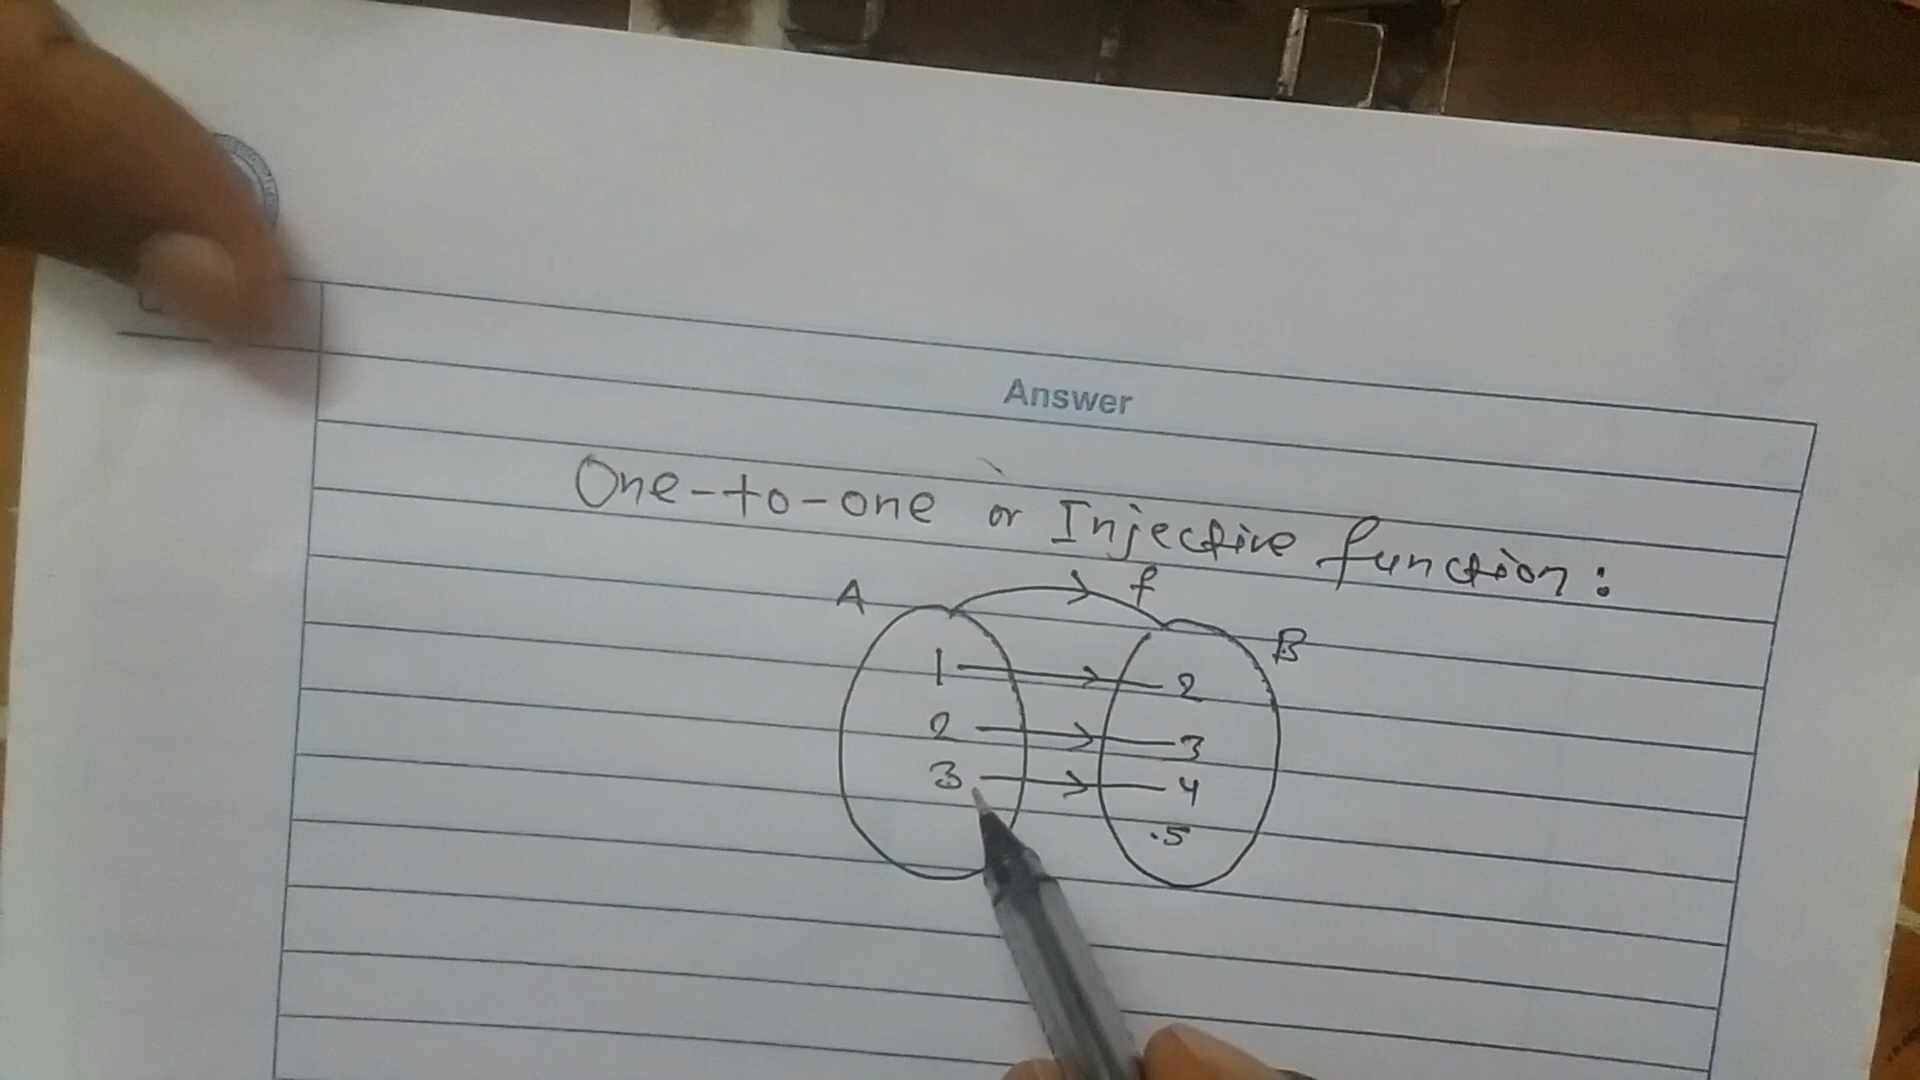 Answer
One-to-one or Injective function:
A f B
1 2
2 3
3 4
.5